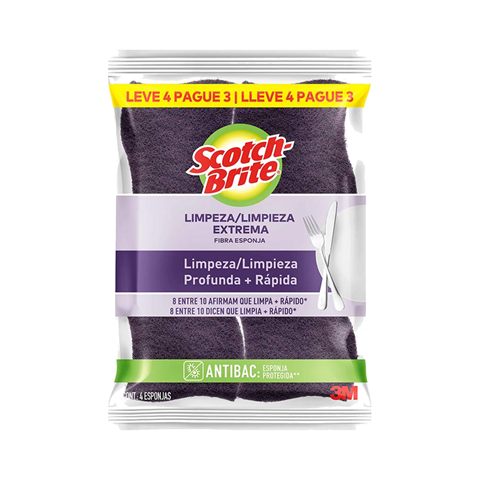 LEVE 4 PAGUE 3 | LLEVE 4 PAGUE 3
Scotch-
Brite
LIMPEZA/LIMPIEZA
EXTREMA
FIBRA ESPONJA
Limpeza/Limpieza
Profunda + Rápida
8 ENTRE 10 AFIRMAM QUE LIMPA + RÁPIDO*
8 ENTRE 10 DICEN QUE LIMPIA + RÁPIDO*
ANTIBAC: ESPONJA
PROTEGIDA**
CONT: 4 ESPONJAS
3M